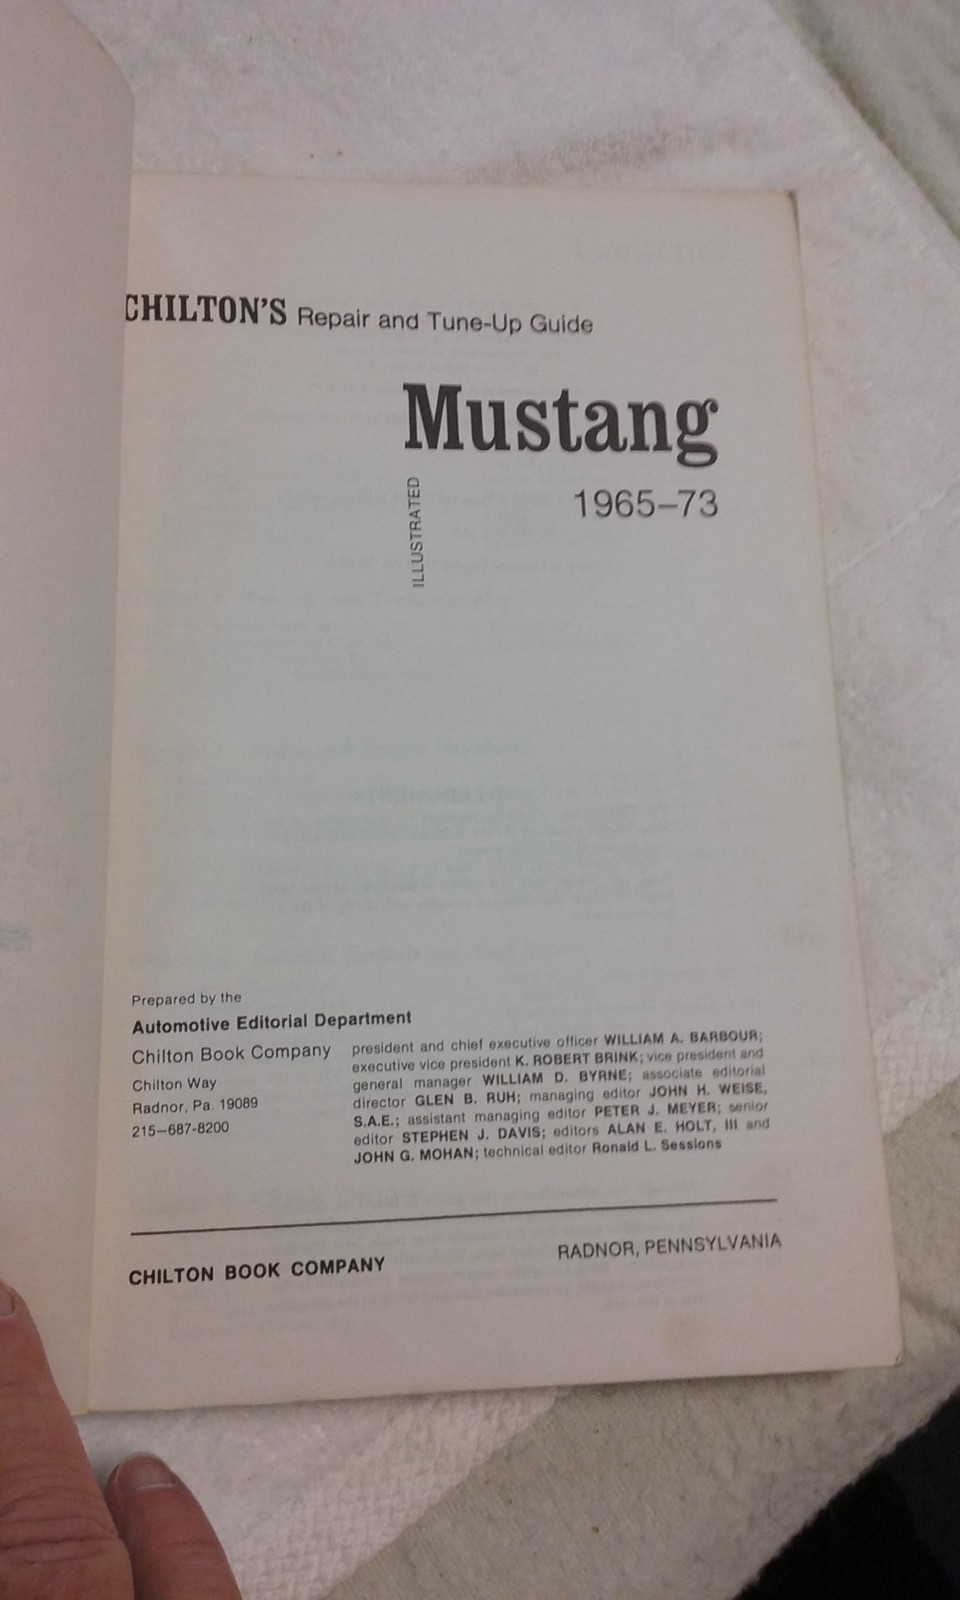 CHILTON'S Repair and Tune-Up Guide
Mustang
1965–73
ILLUSTRATED
Prepared by the
Automotive Editorial Department
Chilton Book Company
Chilton Way
Radnor, Pa. 19089
215–687-8200
president and chief executive officer WILLIAM A. BARBOUR;
executive vice president K. ROBERT BRINK; vice president and
general manager WILLIAM D. BYRNE; associate editorial
director GLEN B. RUH; managing editor JOHN H. WEISE,
S.A.E.; assistant managing editor PETER J. MEYER; senior
editor STEPHEN J. DAVIS; editors ALAN E. HOLT, III and
JOHN G. MOHAN; technical editor Ronald L. Sessions
CHILTON BOOK COMPANY
RADNOR, PENNSYLVANIA